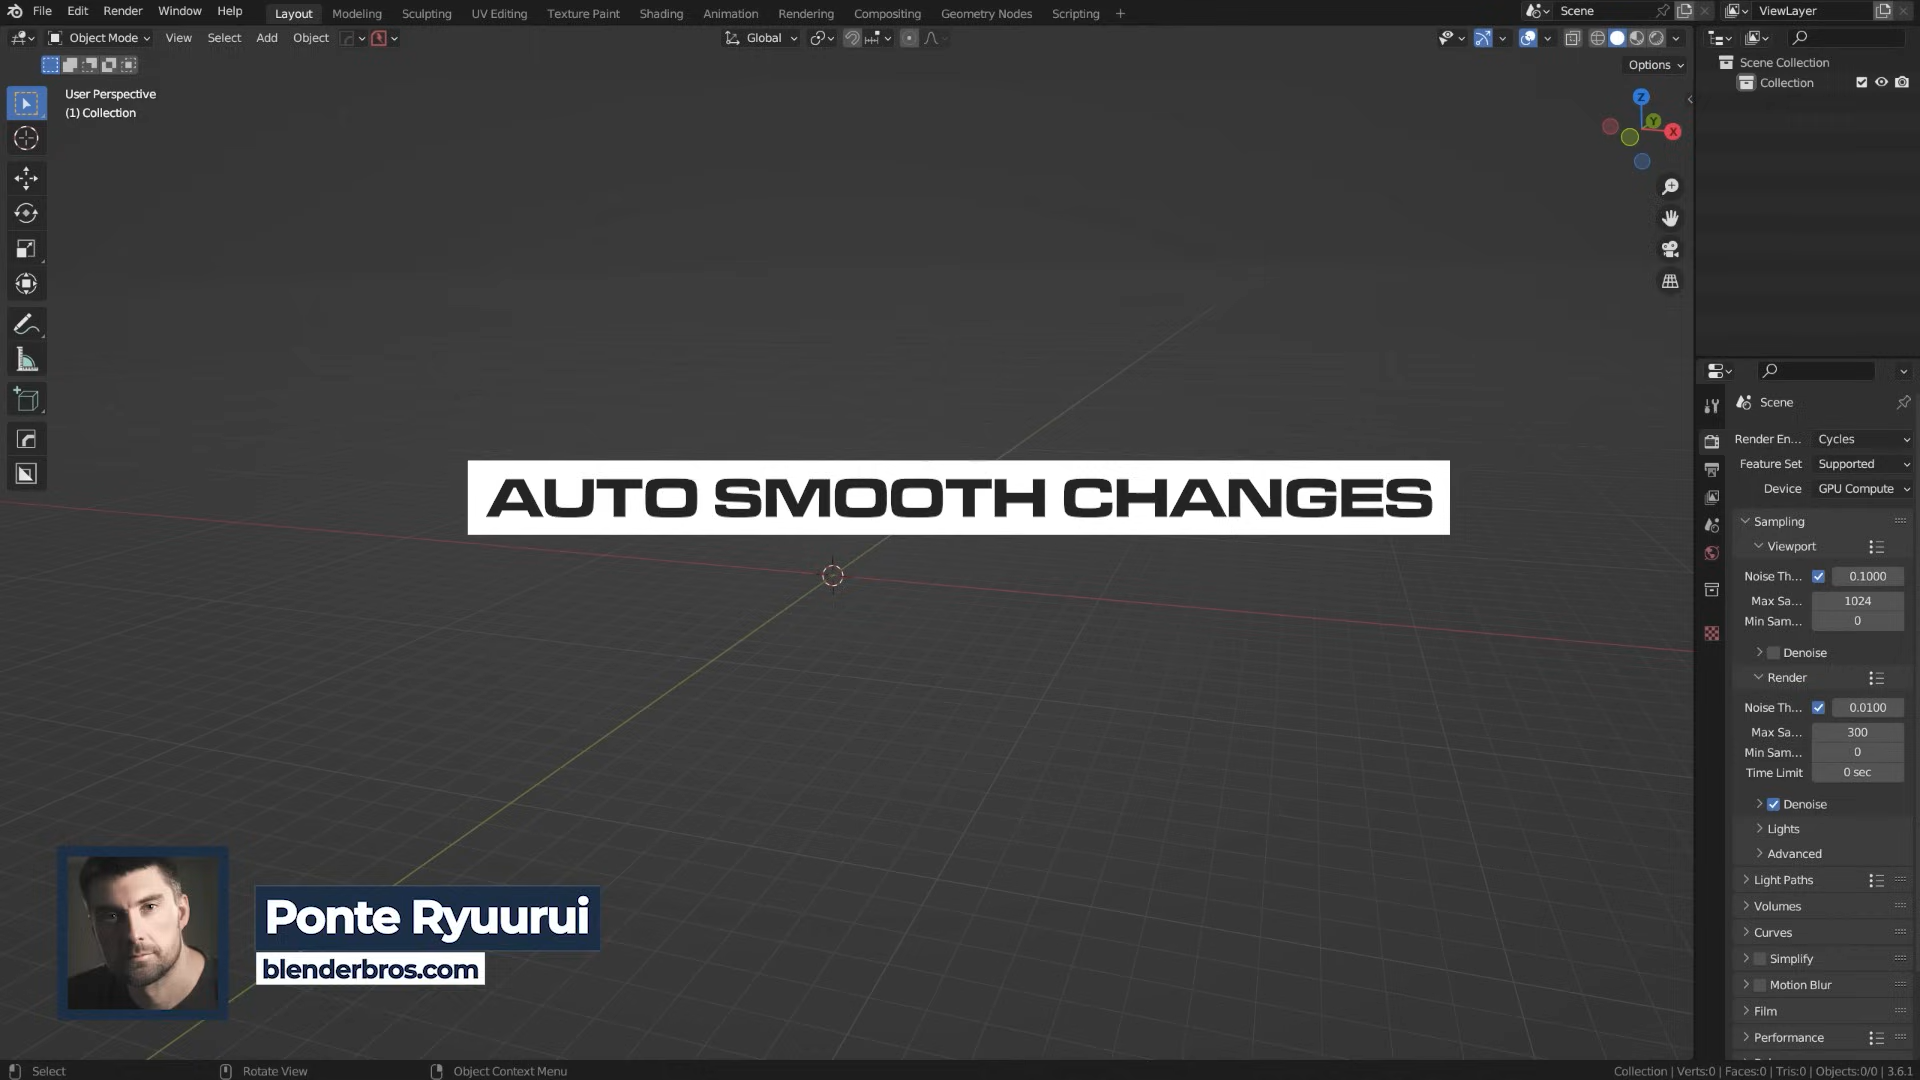 File Edit Render Window Help Layout Modeling Sculpting UV Editing Texture Paint Shading Animation Rendering Compositing Geometry Nodes Scripting + Scene ViewLayer
Object Mode View Select Add Object Global
Options
User Perspective
(1) Collection
Z
Y
X
Scene Collection
Collection
AUTO SMOOTH CHANGES
Ponte Ryuurui
blenderbros.com
Scene
Render En... Cycles
Feature Set Supported
Device GPU Compute
Sampling
Viewport
Noise Th... 0.1000
Max Sa... 1024
Min Sam... 0
Denoise
Render
Noise Th... 0.0100
Max Sa... 300
Min Sam... 0
Time Limit 0 sec
Denoise
Lights
Advanced
Light Paths
Volumes
Curves
Simplify
Motion Blur
Film
Performance
Select Rotate View Object Context Menu Collection | Verts:0 | Faces:0 | Tris:0 | Objects:0/0 | 3.6.1